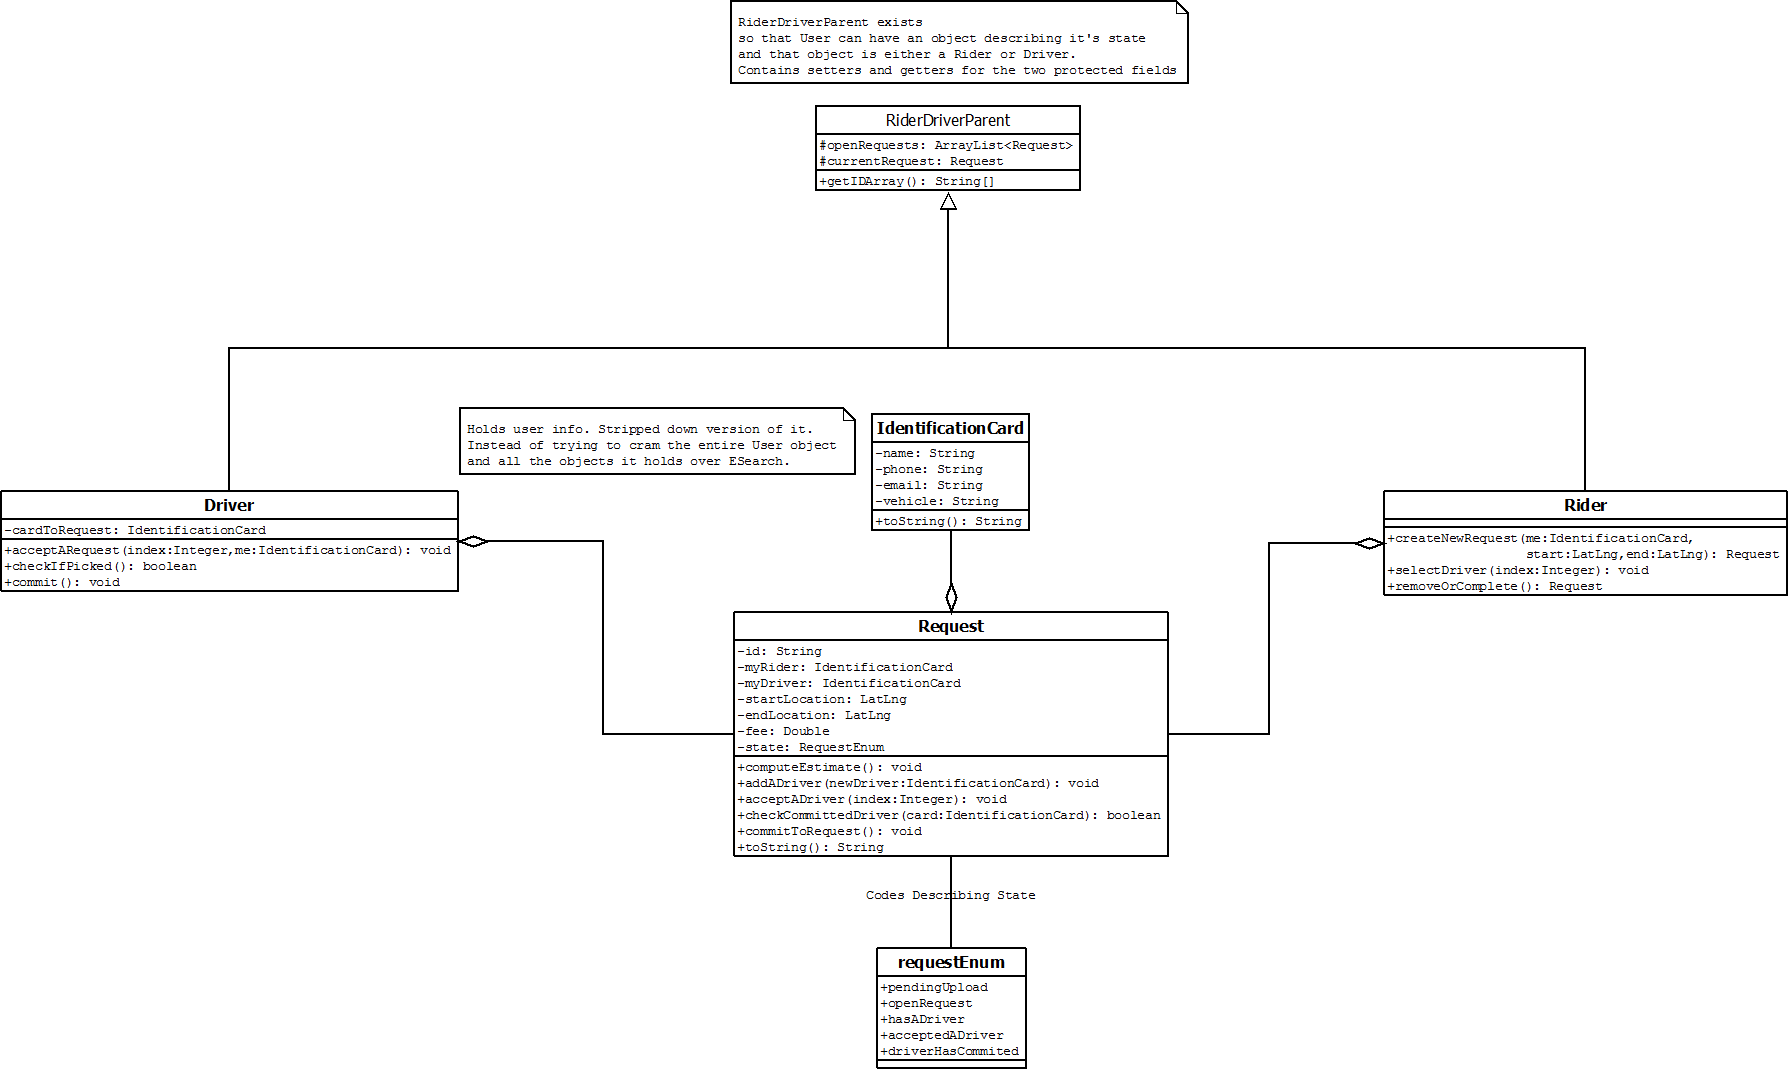 RiderDriverParent exists
so that User can have an object describing it's state
and that object is either a Rider or Driver.
Contains setters and getters for the two protected fields
RiderDriverParent
#openRequests: ArrayList<Request>
#currentRequest: Request
+getIDArray(): String[]
Holds user info. Stripped down version of it.
Instead of trying to cram the entire User object
and all the objects it holds over ESearch.
IdentificationCard
-name: String
-phone: String
-email: String
-vehicle: String
+toString(): String
Driver
-cardToRequest: IdentificationCard
+acceptARequest(index:Integer,me:IdentificationCard): void
+checkIfPicked(): boolean
+commit(): void
Rider
+createNewRequest(me:IdentificationCard,
start:LatLng,end:LatLng): Request
+selectDriver(index:Integer): void
+removeOrComplete(): Request
Request
-id: String
-myRider: IdentificationCard
-myDriver: IdentificationCard
-startLocation: LatLng
-endLocation: LatLng
-fee: Double
-state: RequestEnum
+computeEstimate(): void
+addADriver(newDriver:IdentificationCard): void
+acceptADriver(index:Integer): void
+checkCommittedDriver(card:IdentificationCard): boolean
+commitToRequest(): void
+toString(): String
Codes Describing State
requestEnum
+pendingUpload
+openRequest
+hasADriver
+acceptedADriver
+driverHasCommited